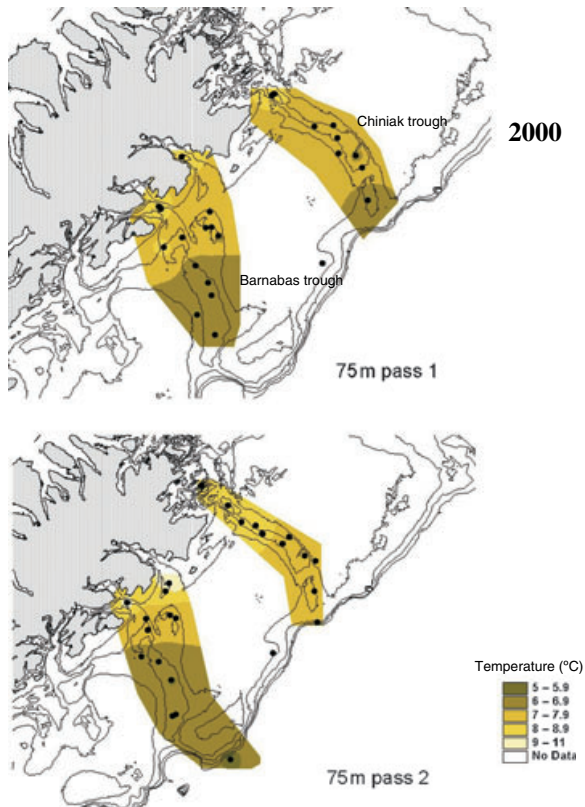 Chiniak trough
2000
Barnabas trough
75m pass 1
Temperature (ºC)
5 – 5.9
6 – 6.9
7 – 7.9
8 – 8.9
9 – 11
No Data
75m pass 2